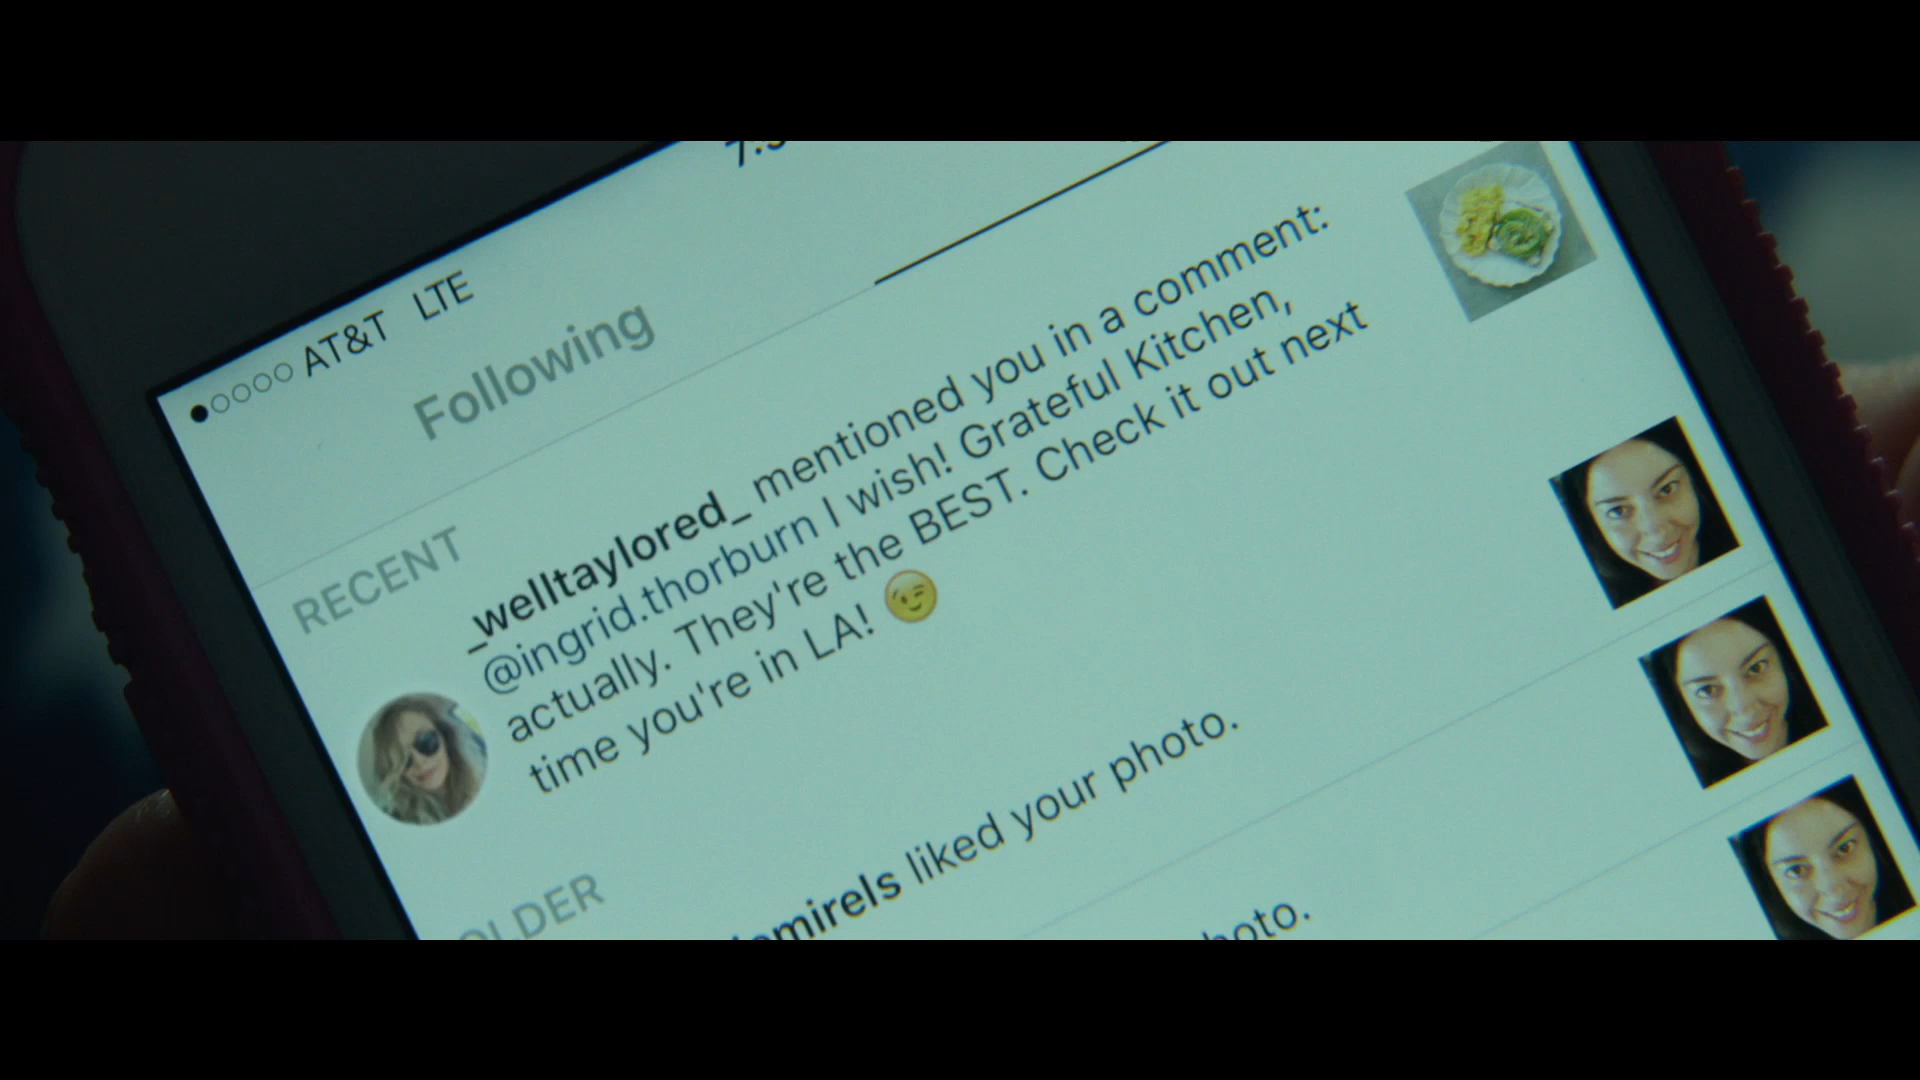 AT&T LTE
Following
RECENT
_welltaylored_ mentioned you in a comment:
@ingrid.thorburn I wish! Grateful Kitchen,
actually. They're the BEST. Check it out next
time you're in LA! 😉
OLDER
liked your photo.